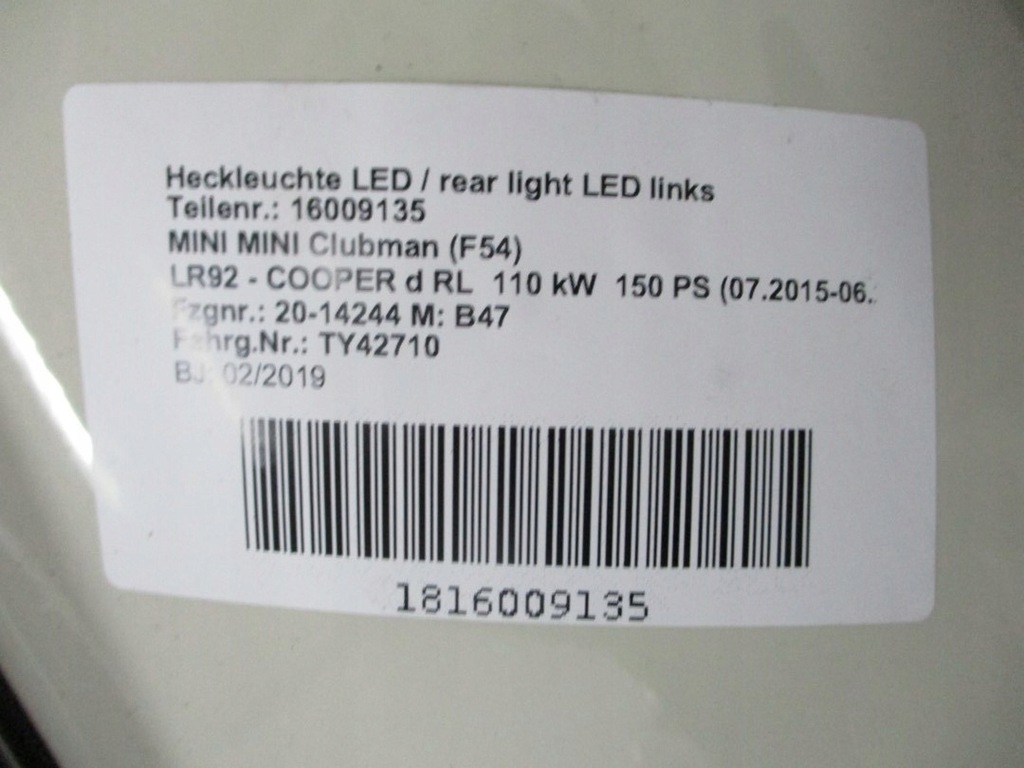 Heckleuchte LED / rear light LED links
Teilenr.: 16009135
MINI MINI Clubman (F54)
LR92 - COOPER d RL 110 kW 150 PS (07.2015-06.
Fzgnr.: 20-14244 M: B47
Fahrg.Nr.: TY42710
BJ: 02/2019
1816009135